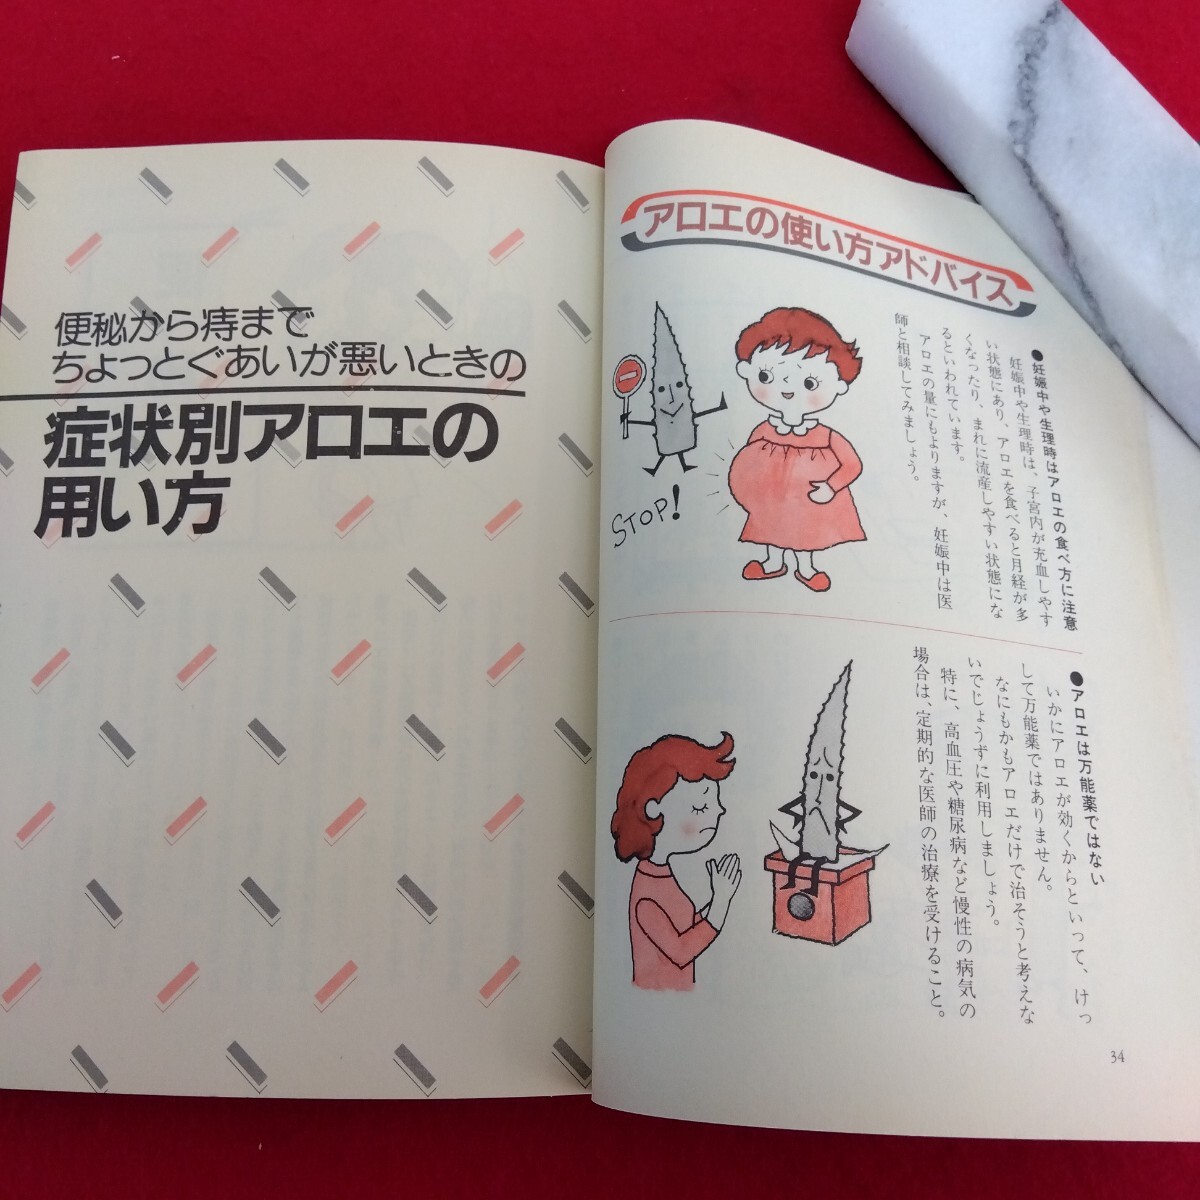 便秘から痔まで
ちょっとぐあいが悪いときの
症状別アロエの
用い方
アロエの使い方アドバイス
●妊娠中や生理時はアロエの食べ方に注意
妊娠中や生理時は、子宮内が充血しやす
い状態にあり、アロエを食べると月経が多
くなったり、まれに流産しやすい状態にな
るといわれています。
アロエの量にもよりますが、妊娠中は医
師と相談してみましょう。
STOP!
●アロエは万能薬ではない
いかにアロエが効くからといって、けっ
して万能薬ではありません。
なにもかもアロエだけで治そうと考えな
いでじょうずに利用しましょう。
特に、高血圧や糖尿病など慢性の病気の
場合は、定期的な医師の治療を受けること。
34